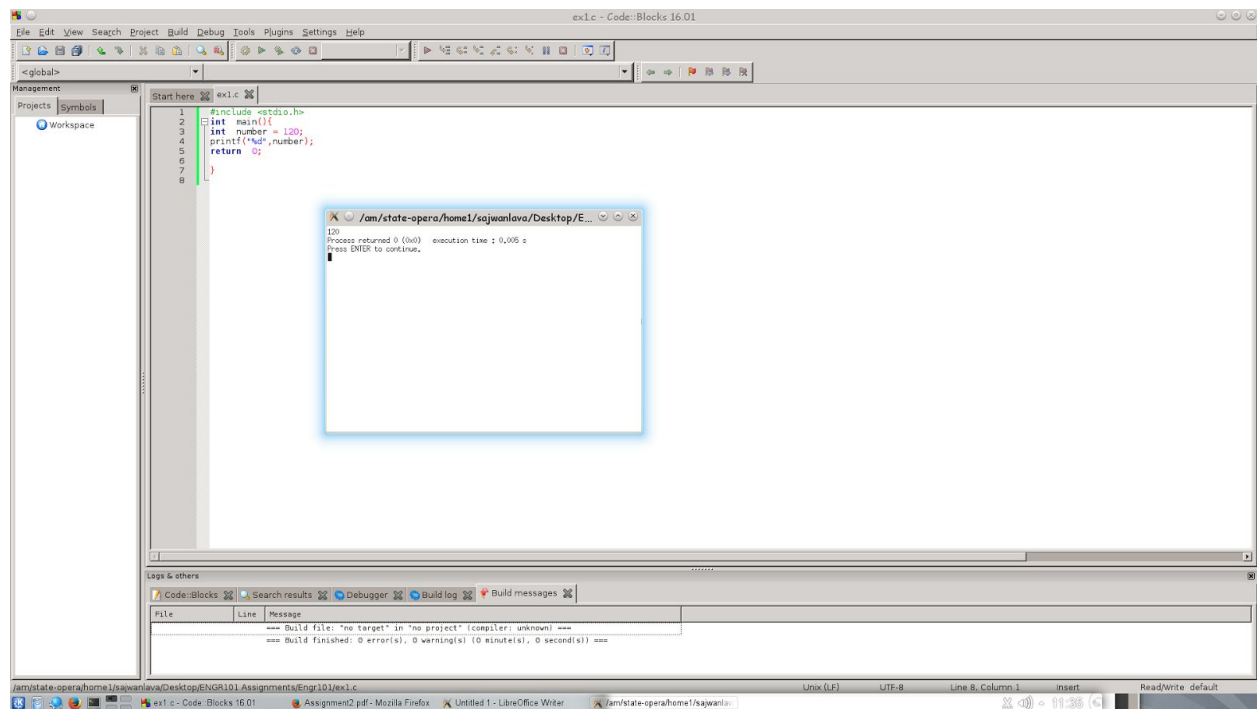 ex1.c - Code::Blocks 16.01
File Edit View Search Project Build Debug Tools Plugins Settings Help
<global>
Management
Projects Symbols
Workspace
Start here ex1.c
1 #include <stdio.h>
2 int main(){
3 int number = 120;
4 printf("%d",number);
5 return 0;
6
7 }
8
/am/state-opera/home1/sajwanlava/Desktop/E...
120
Process returned 0 (0x0) execution time : 0.005 s
Press ENTER to continue.
Logs & others
Code::Blocks Search results Debugger Build log Build messages
File Line Message
=== Build file: "no target" in "no project" (compiler: unknown) ===
=== Build finished: 0 error(s), 0 warning(s) (0 minute(s), 0 second(s)) ===
/am/state-opera/home1/sajwanlava/Desktop/ENGR101 Assignments/Engr101/ex1.c Unix (LF) UTF-8 Line 8, Column 1 Insert Read/Write default
ex1.c - Code::Blocks 16.01 Assignment2.pdf - Mozilla Firefox Untitled 1 - LibreOffice Writer /am/state-opera/home1/sajwanlav